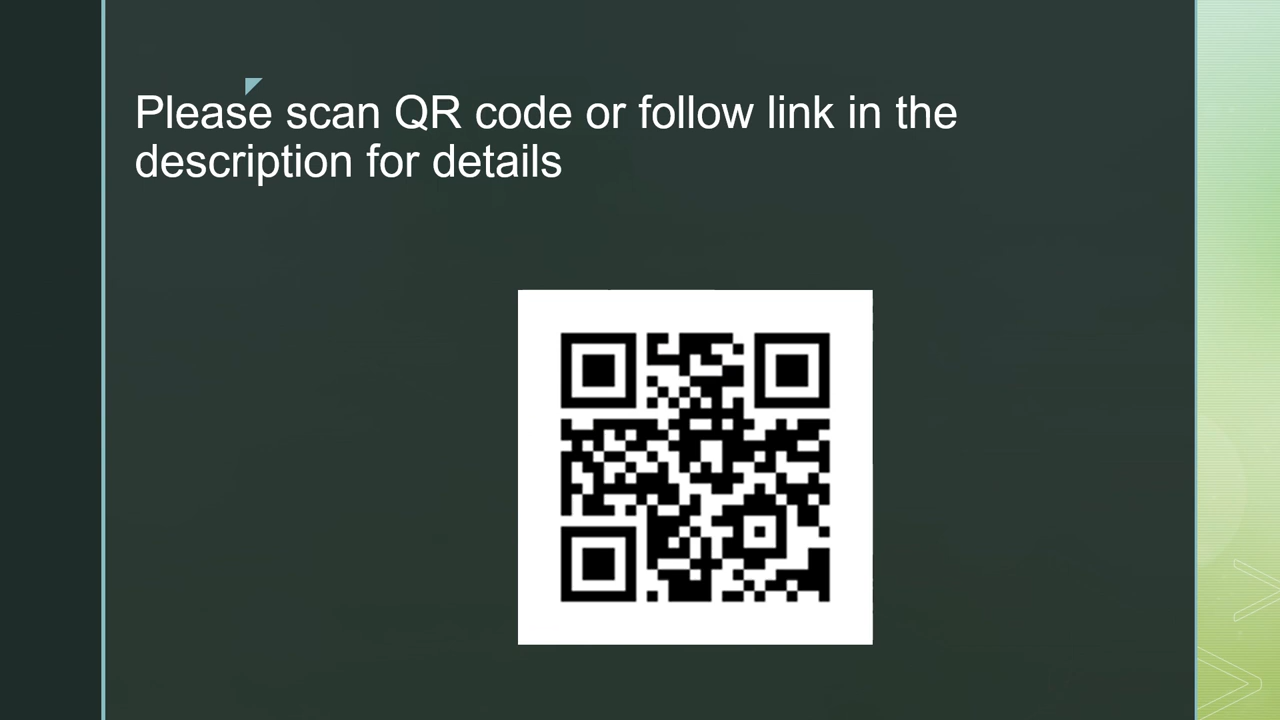 Please scan QR code or follow link in the
description for details